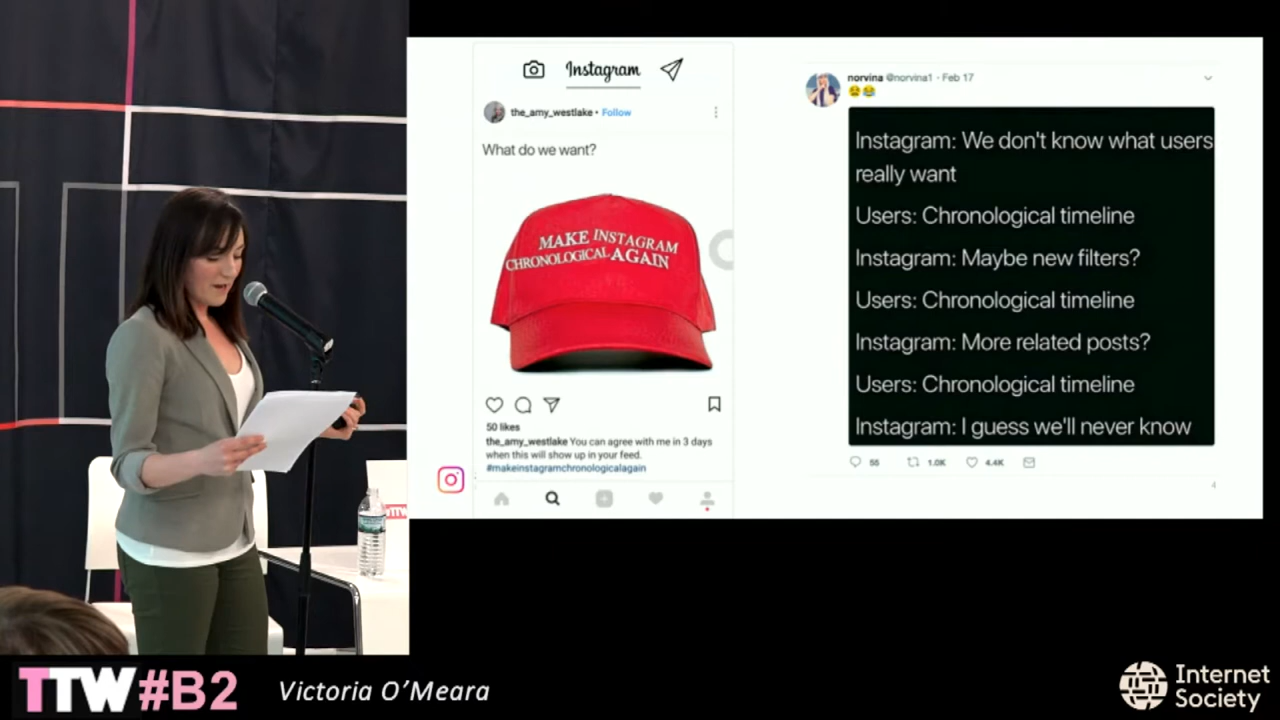 Instagram
the_amy_westlake • Follow
What do we want?
MAKE INSTAGRAM
CHRONOLOGICAL AGAIN
50 likes
the_amy_westlake You can agree with me in 3 days
when this will show up in your feed.
#makeinstagramchronologicalagain
norvina @norvina1 · Feb 17
Instagram: We don't know what users
really want
Users: Chronological timeline
Instagram: Maybe new filters?
Users: Chronological timeline
Instagram: More related posts?
Users: Chronological timeline
Instagram: I guess we'll never know
55 1.0K 4.4K
4
TTW#B2
Victoria O'Meara
Internet
Society